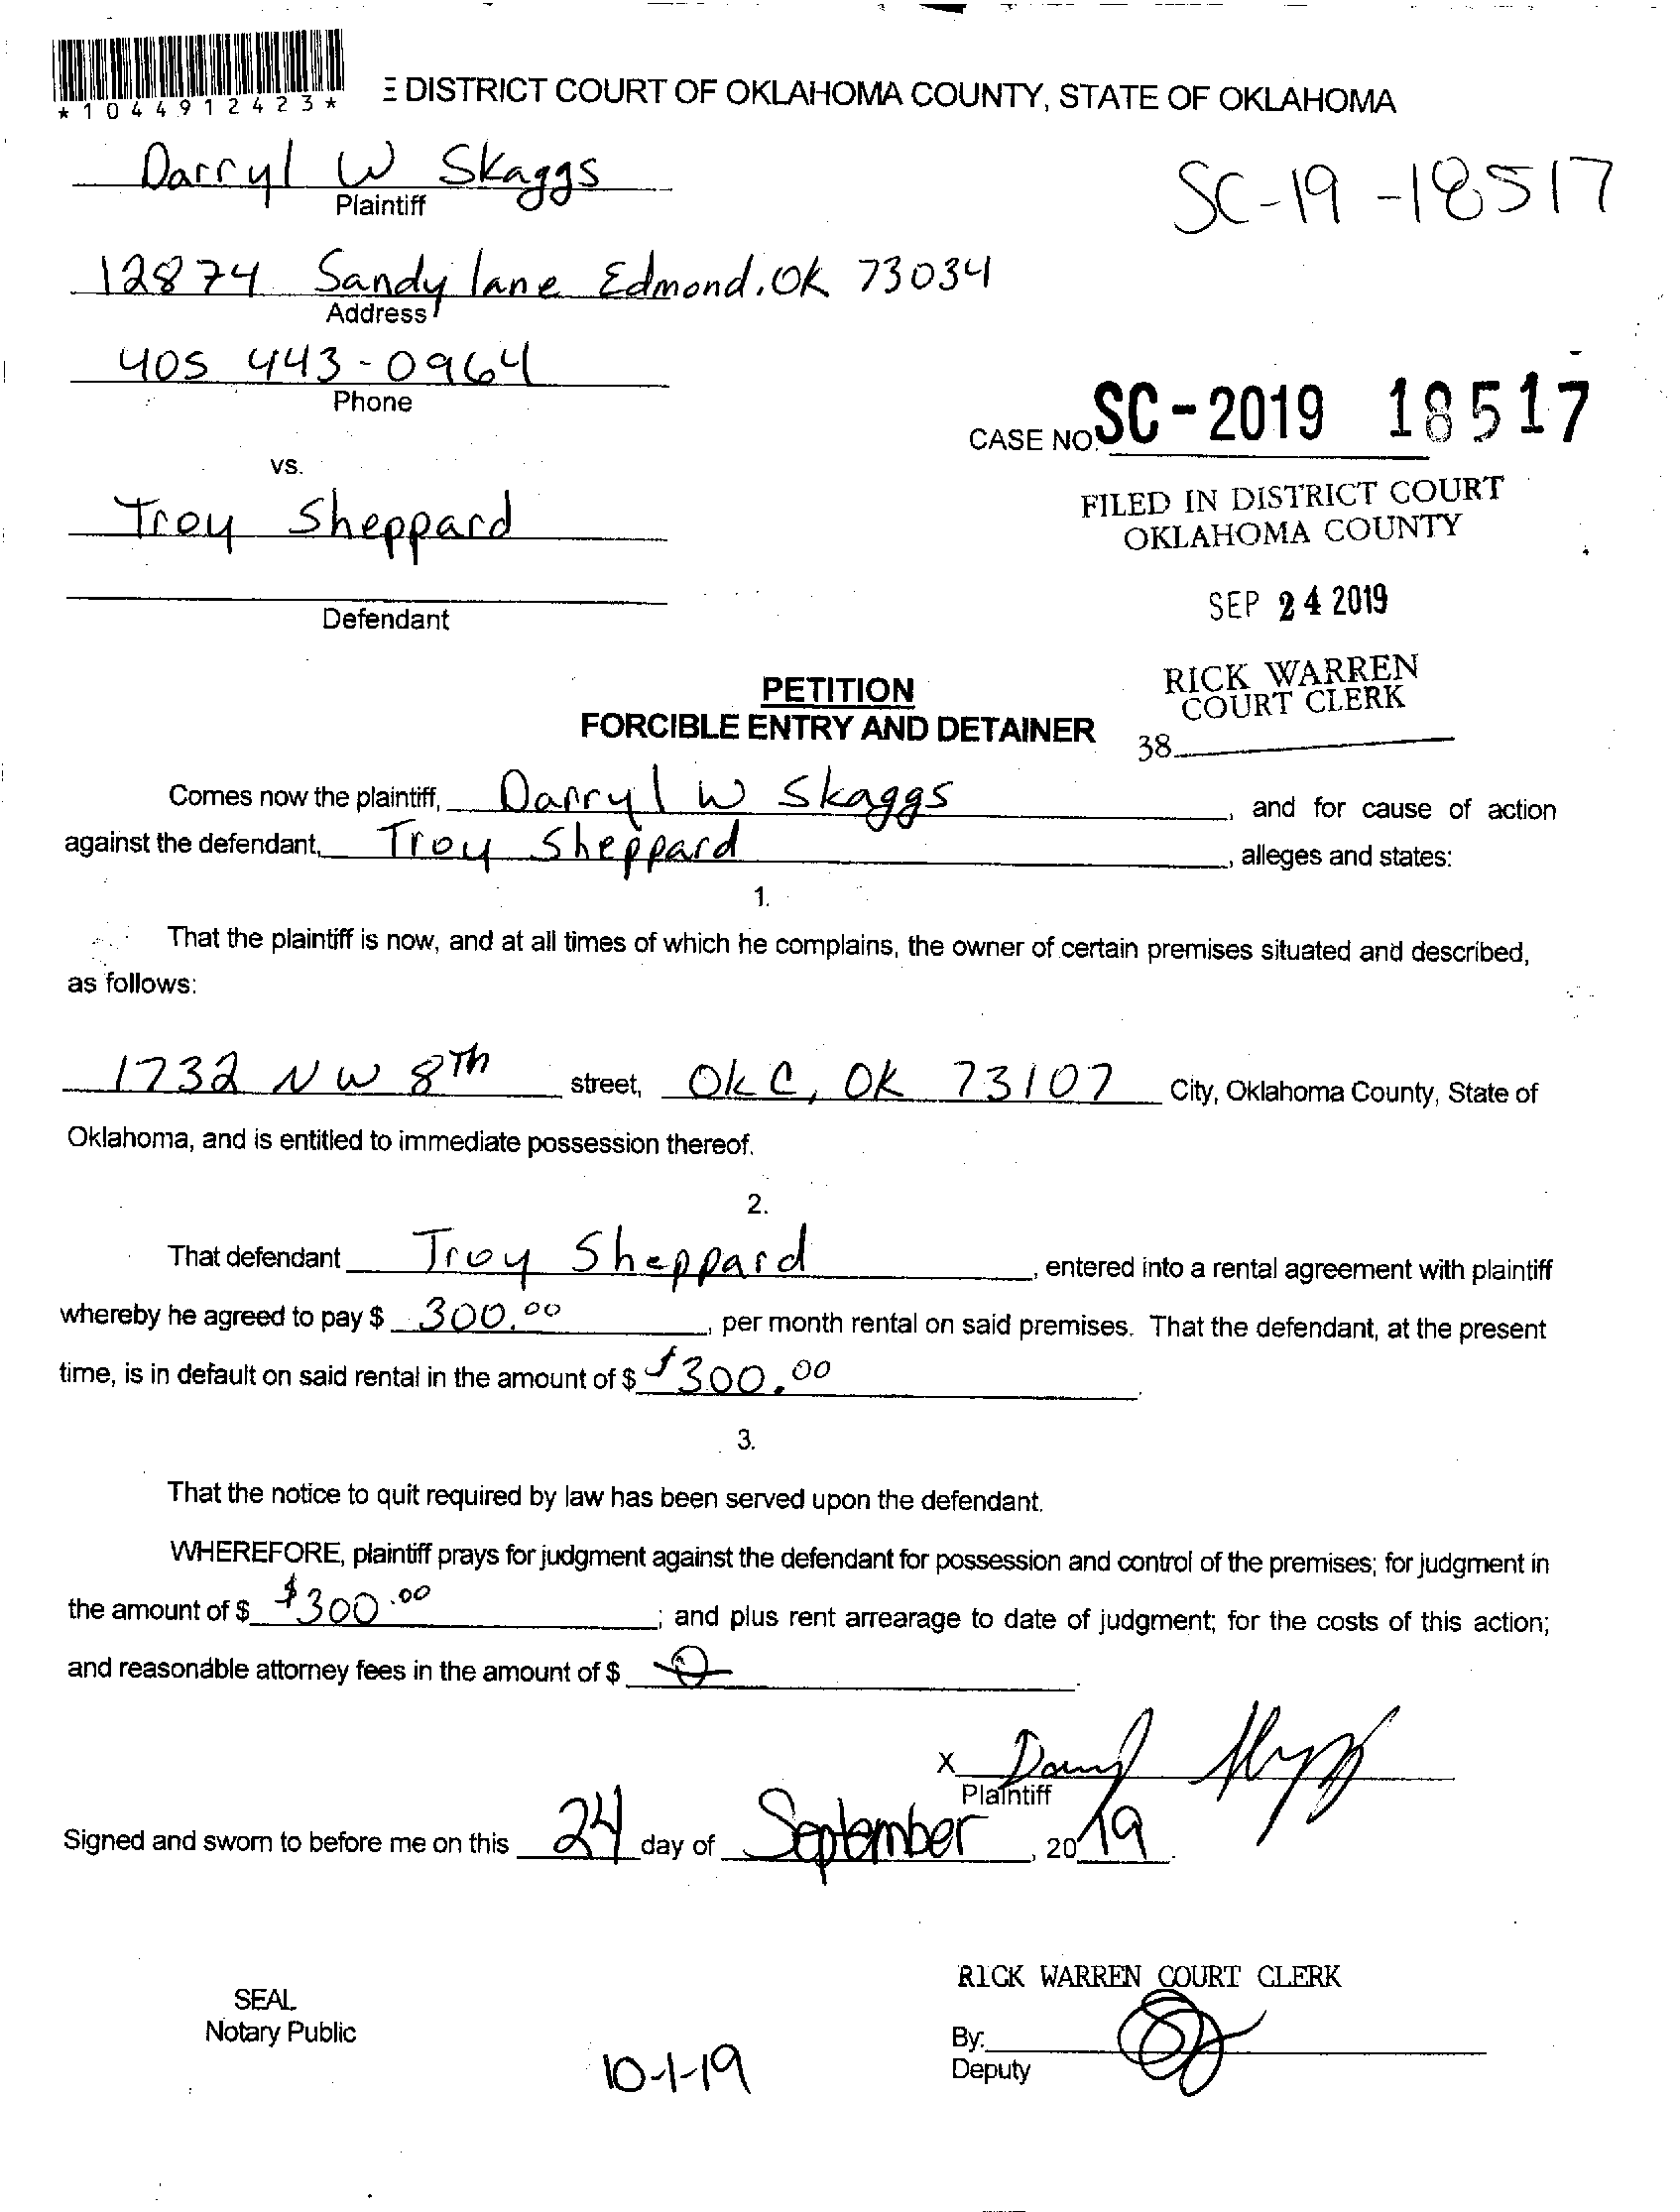 *1044912423*
E DISTRICT COURT OF OKLAHOMA COUNTY, STATE OF OKLAHOMA
Darryl W Skaggs
Plaintiff
SC-19-18517
12874 Sandy lane Edmond, OK 73034
Address
405 443-0964
Phone
CASE NO. SC-2019 18517
vs.
FILED IN DISTRICT COURT
OKLAHOMA COUNTY
Troy Sheppard
Defendant
SEP 24 2019
RICK WARREN
COURT CLERK
38
PETITION
FORCIBLE ENTRY AND DETAINER
Comes now the plaintiff, Darryl W Skaggs, and for cause of action
against the defendant, Troy Sheppard, alleges and states:
1.
That the plaintiff is now, and at all times of which he complains, the owner of certain premises situated and described,
as follows:
1732 NW 8Th street, OKC, OK 73107 City, Oklahoma County, State of
Oklahoma, and is entitled to immediate possession thereof.
2.
That defendant Troy Sheppard, entered into a rental agreement with plaintiff
whereby he agreed to pay $ 300.00, per month rental on said premises. That the defendant, at the present
time, is in default on said rental in the amount of $ $300.00.
3.
That the notice to quit required by law has been served upon the defendant.
WHEREFORE, plaintiff prays for judgment against the defendant for possession and control of the premises; for judgment in
the amount of $ $300.00; and plus rent arrearage to date of judgment; for the costs of this action;
and reasonable attorney fees in the amount of $ 0.
X Darryl Skaggs
Plaintiff
Signed and sworn to before me on this 24 day of September, 2019.
RICK WARREN COURT CLERK
SEAL
Notary Public
By:
Deputy
10-1-19